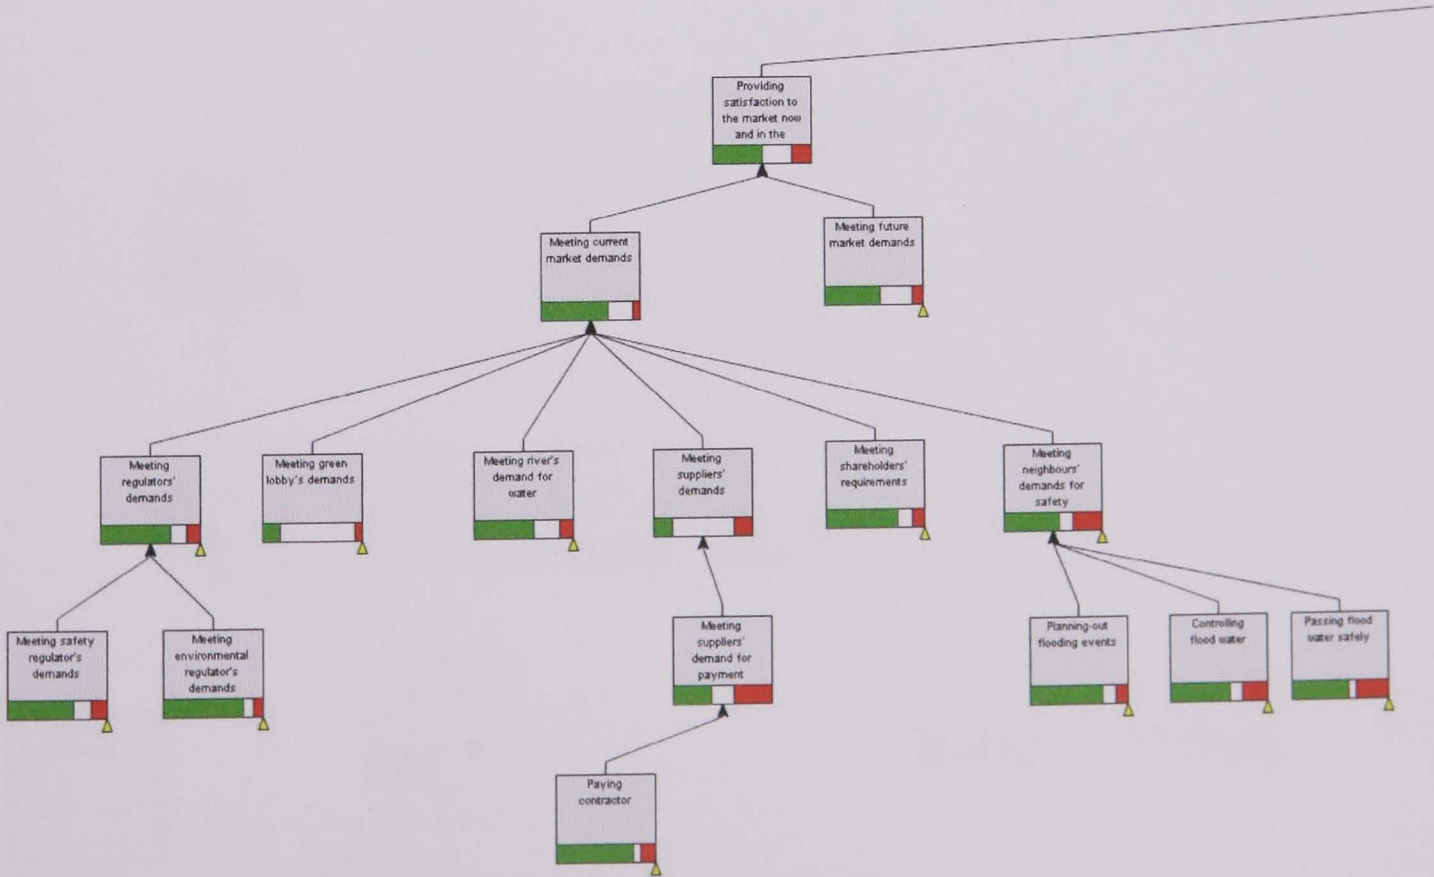 Providing
satisfaction to
the market now
and in the
Meeting current
market demands
Meeting future
market demands
Meeting
regulators'
demands
Meeting green
lobby's demands
Meeting river's
demand for
water
Meeting
suppliers'
demands
Meeting
shareholders'
requirements
Meeting
neighbours'
demands for
safety
Meeting safety
regulator's
demands
Meeting
environmental
regulator's
demands
Meeting
suppliers'
demand for
payment
Planning-out
flooding events
Controlling
flood water
Passing flood
water safely
Paying
contractor